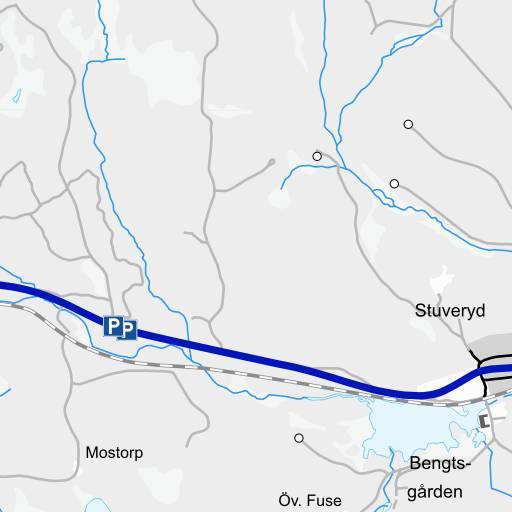 Stuveryd
P P
Mostorp
Bengts-
gården
Öv. Fuse